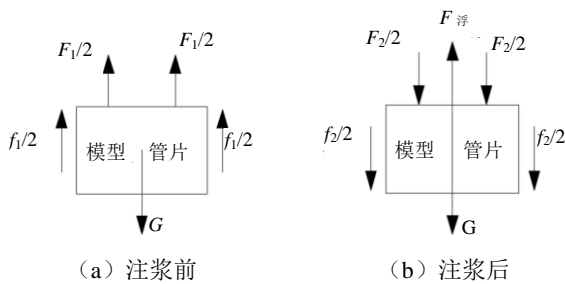 F₁/2 F₁/2
f₁/2 模型 管片 f₁/2
G
(a) 注浆前
F 浮
F₂/2 F₂/2
f₂/2 模型 管片 f₂/2
G
(b) 注浆后